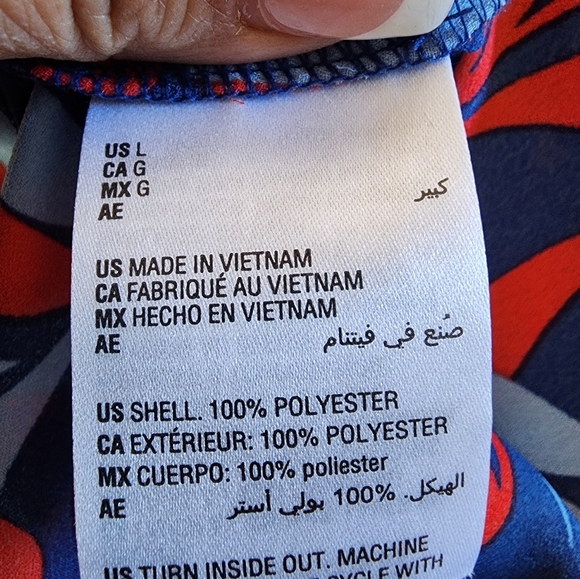 US L
CA G
MX G
AE كبير
US MADE IN VIETNAM
CA FABRIQUÉ AU VIETNAM
MX HECHO EN VIETNAM
AE صُنع في فيتنام
US SHELL. 100% POLYESTER
CA EXTÉRIEUR: 100% POLYESTER
MX CUERPO: 100% poliester
AE الهيكل. 100% بولي أستر
US TURN INSIDE OUT. MACHINE
CYCLE WITH